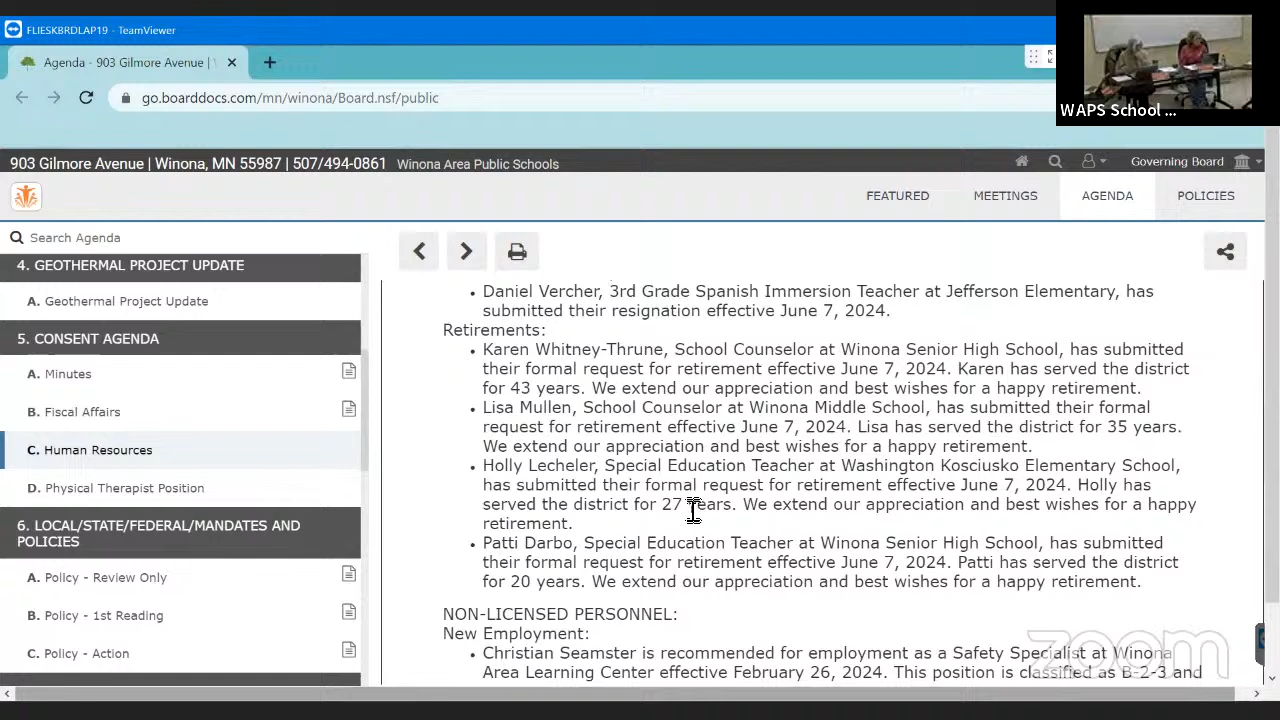 FLIESKBRDLAP19 - TeamViewer
Agenda - 903 Gilmore Avenue |
go.boarddocs.com/mn/winona/Board.nsf/public
WAPS School ...
903 Gilmore Avenue | Winona, MN 55987 | 507/494-0861 Winona Area Public Schools
Governing Board
FEATURED
MEETINGS
AGENDA
POLICIES
Search Agenda
4. GEOTHERMAL PROJECT UPDATE
A. Geothermal Project Update
5. CONSENT AGENDA
A. Minutes
B. Fiscal Affairs
C. Human Resources
D. Physical Therapist Position
6. LOCAL/STATE/FEDERAL/MANDATES AND
POLICIES
A. Policy - Review Only
B. Policy - 1st Reading
C. Policy - Action
• Daniel Vercher, 3rd Grade Spanish Immersion Teacher at Jefferson Elementary, has
submitted their resignation effective June 7, 2024.
Retirements:
• Karen Whitney-Thrune, School Counselor at Winona Senior High School, has submitted
their formal request for retirement effective June 7, 2024. Karen has served the district
for 43 years. We extend our appreciation and best wishes for a happy retirement.
• Lisa Mullen, School Counselor at Winona Middle School, has submitted their formal
request for retirement effective June 7, 2024. Lisa has served the district for 35 years.
We extend our appreciation and best wishes for a happy retirement.
• Holly Lecheler, Special Education Teacher at Washington Kosciusko Elementary School,
has submitted their formal request for retirement effective June 7, 2024. Holly has
served the district for 27 years. We extend our appreciation and best wishes for a happy
retirement.
• Patti Darbo, Special Education Teacher at Winona Senior High School, has submitted
their formal request for retirement effective June 7, 2024. Patti has served the district
for 20 years. We extend our appreciation and best wishes for a happy retirement.
NON-LICENSED PERSONNEL:
New Employment:
• Christian Seamster is recommended for employment as a Safety Specialist at Winona
Area Learning Center effective February 26, 2024. This position is classified as B-2-3 and
zoom